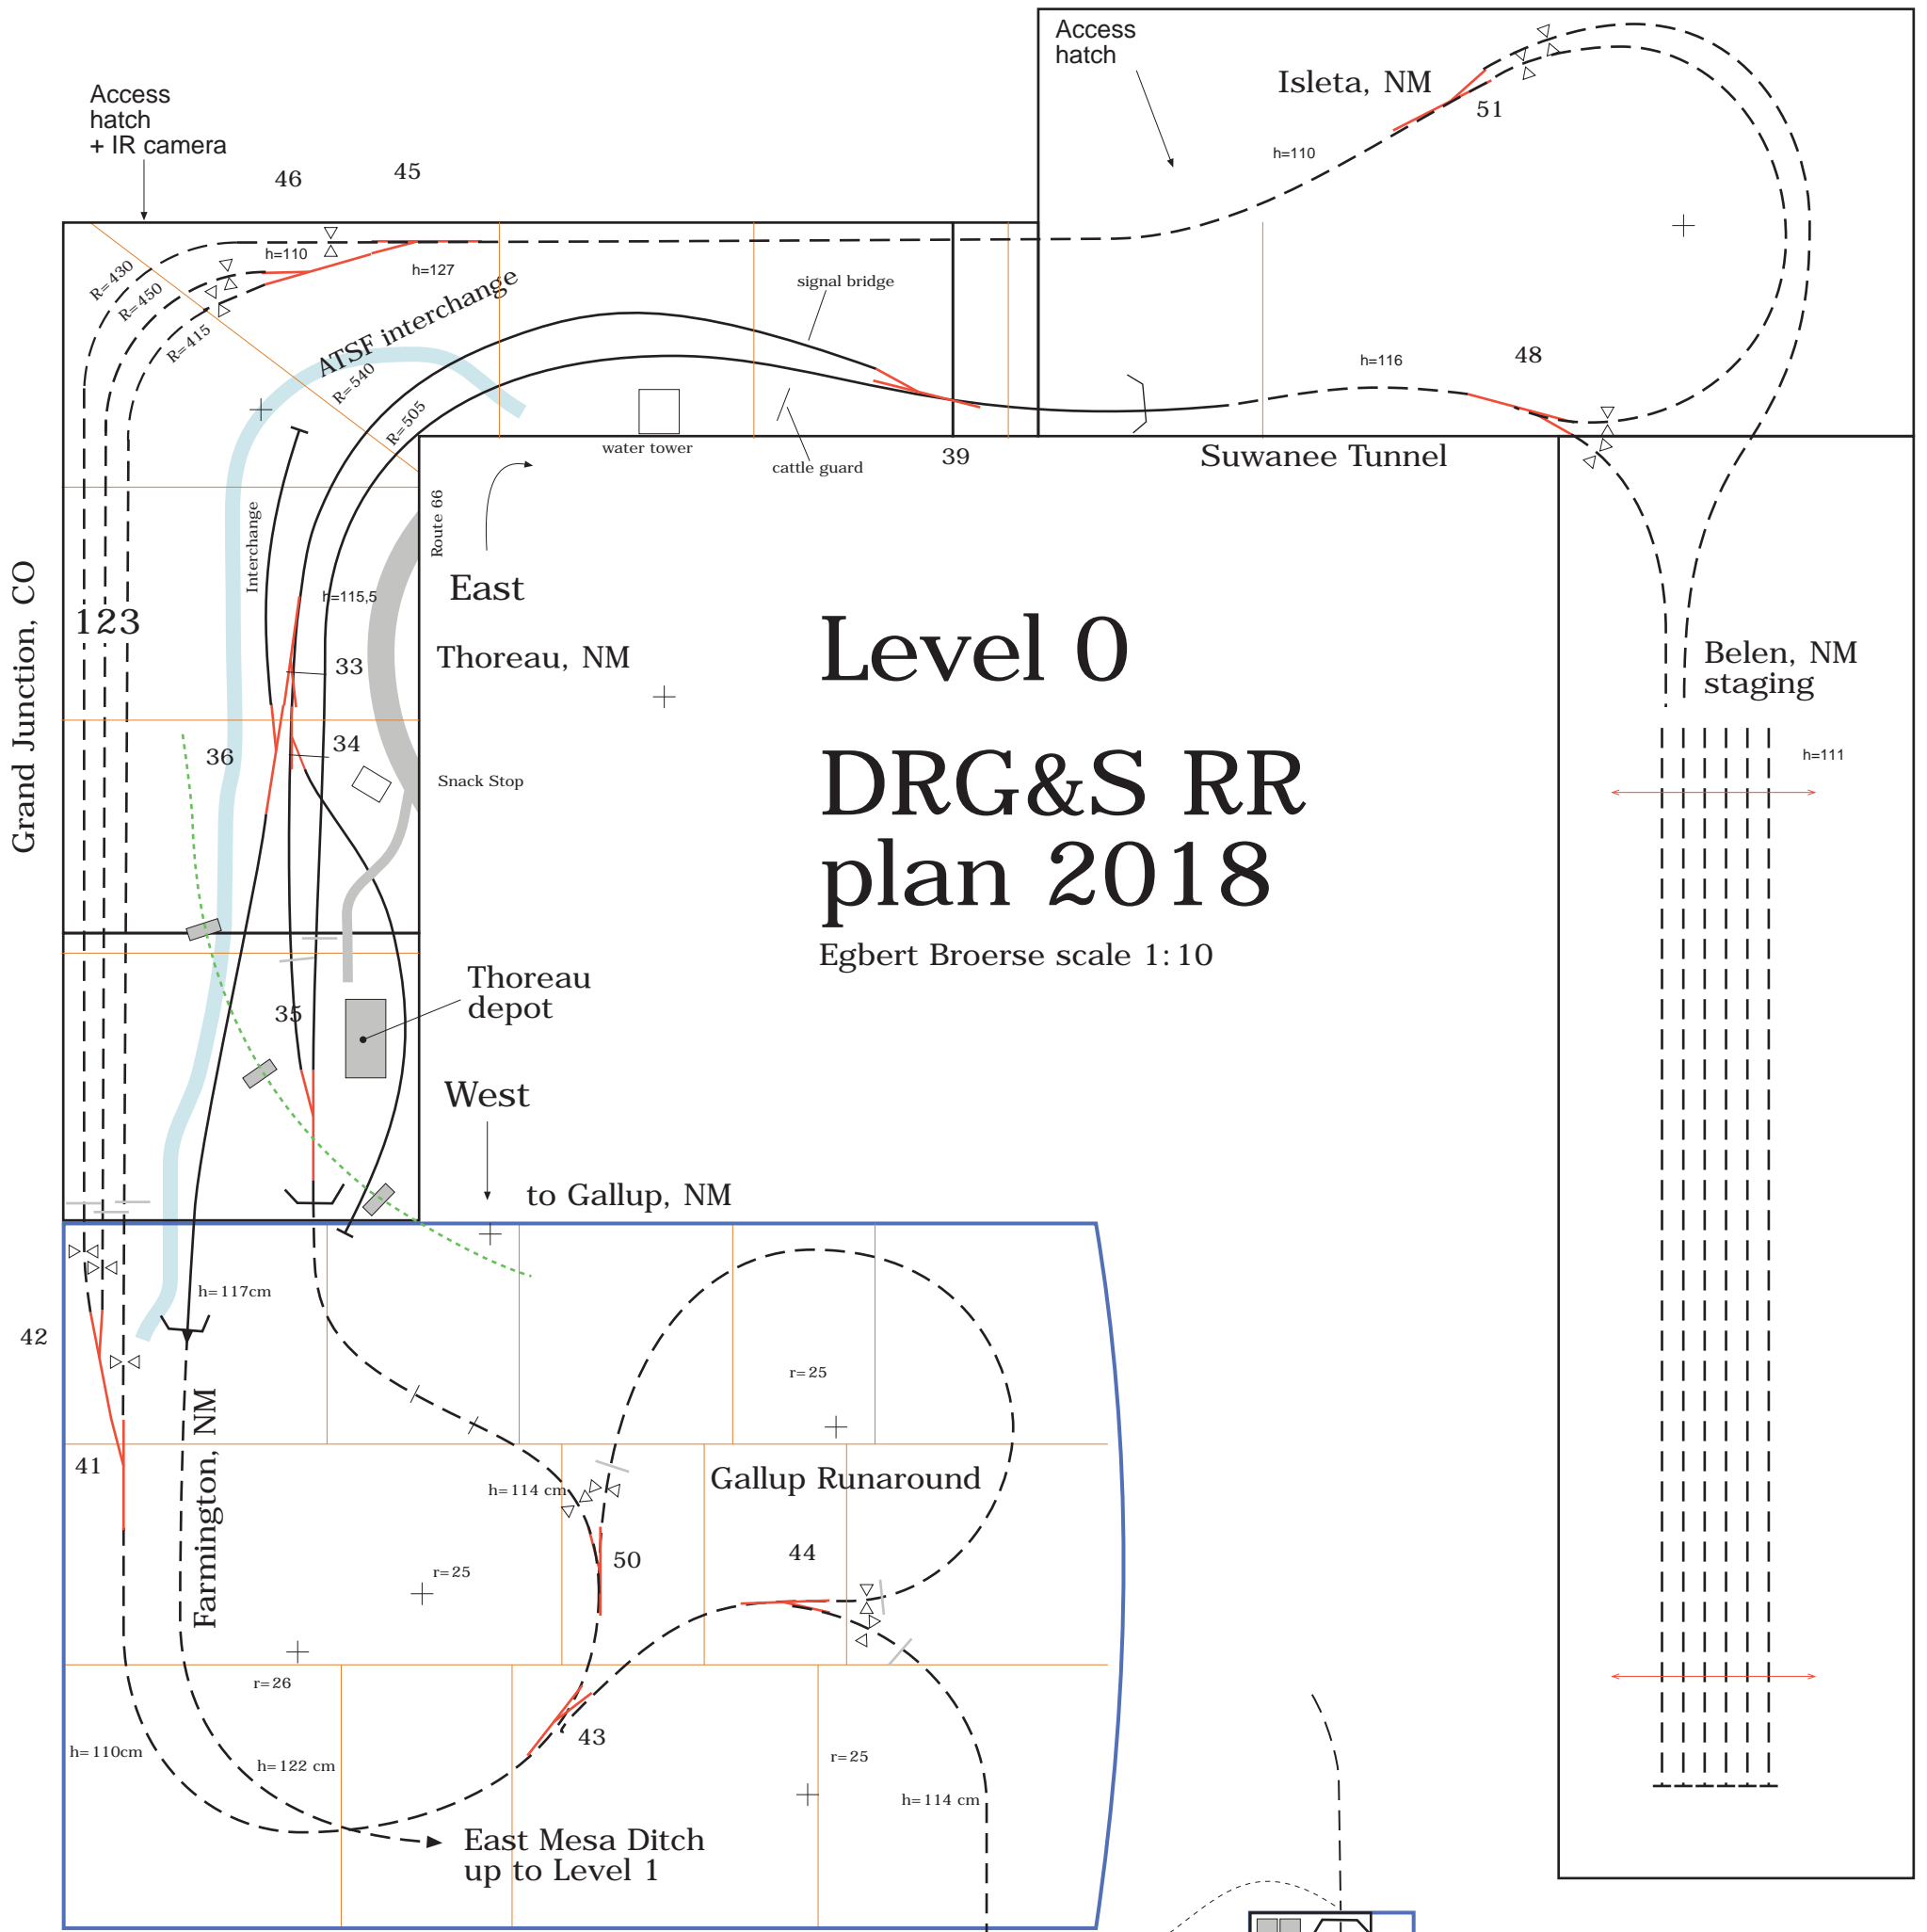 Access
hatch
Isleta, NM
51
h=110
Access
hatch
+ IR camera
46
45
h=110
h=127
R=430
R=450
R=415
ATSF interchange
R=540
R=505
signal bridge
h=116
48
water tower
cattle guard
39
Suwanee Tunnel
Route 66
Interchange
Grand Junction, CO
123
h=115,5
East
Thoreau, NM
33
34
36
Snack Stop
Level 0
DRG&S RR
plan 2018
Egbert Broerse scale 1:10
Belen, NM
staging
h=111
Thoreau
depot
35
West
to Gallup, NM
h=117cm
42
41
Farmington, NM
r=25
Gallup Runaround
h=114 cm
50
44
r=25
r=26
43
h=110cm
h=122 cm
r=25
h=114 cm
East Mesa Ditch
up to Level 1